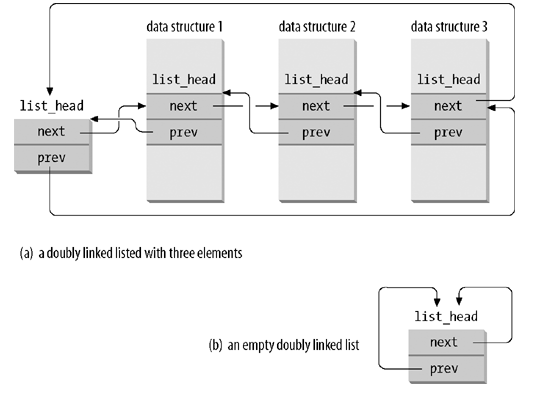 data structure 1
data structure 2
data structure 3
list_head
list_head
list_head
list_head
next
next
next
next
prev
prev
prev
prev
(a) a doubly linked listed with three elements
list_head
(b) an empty doubly linked list
next
prev